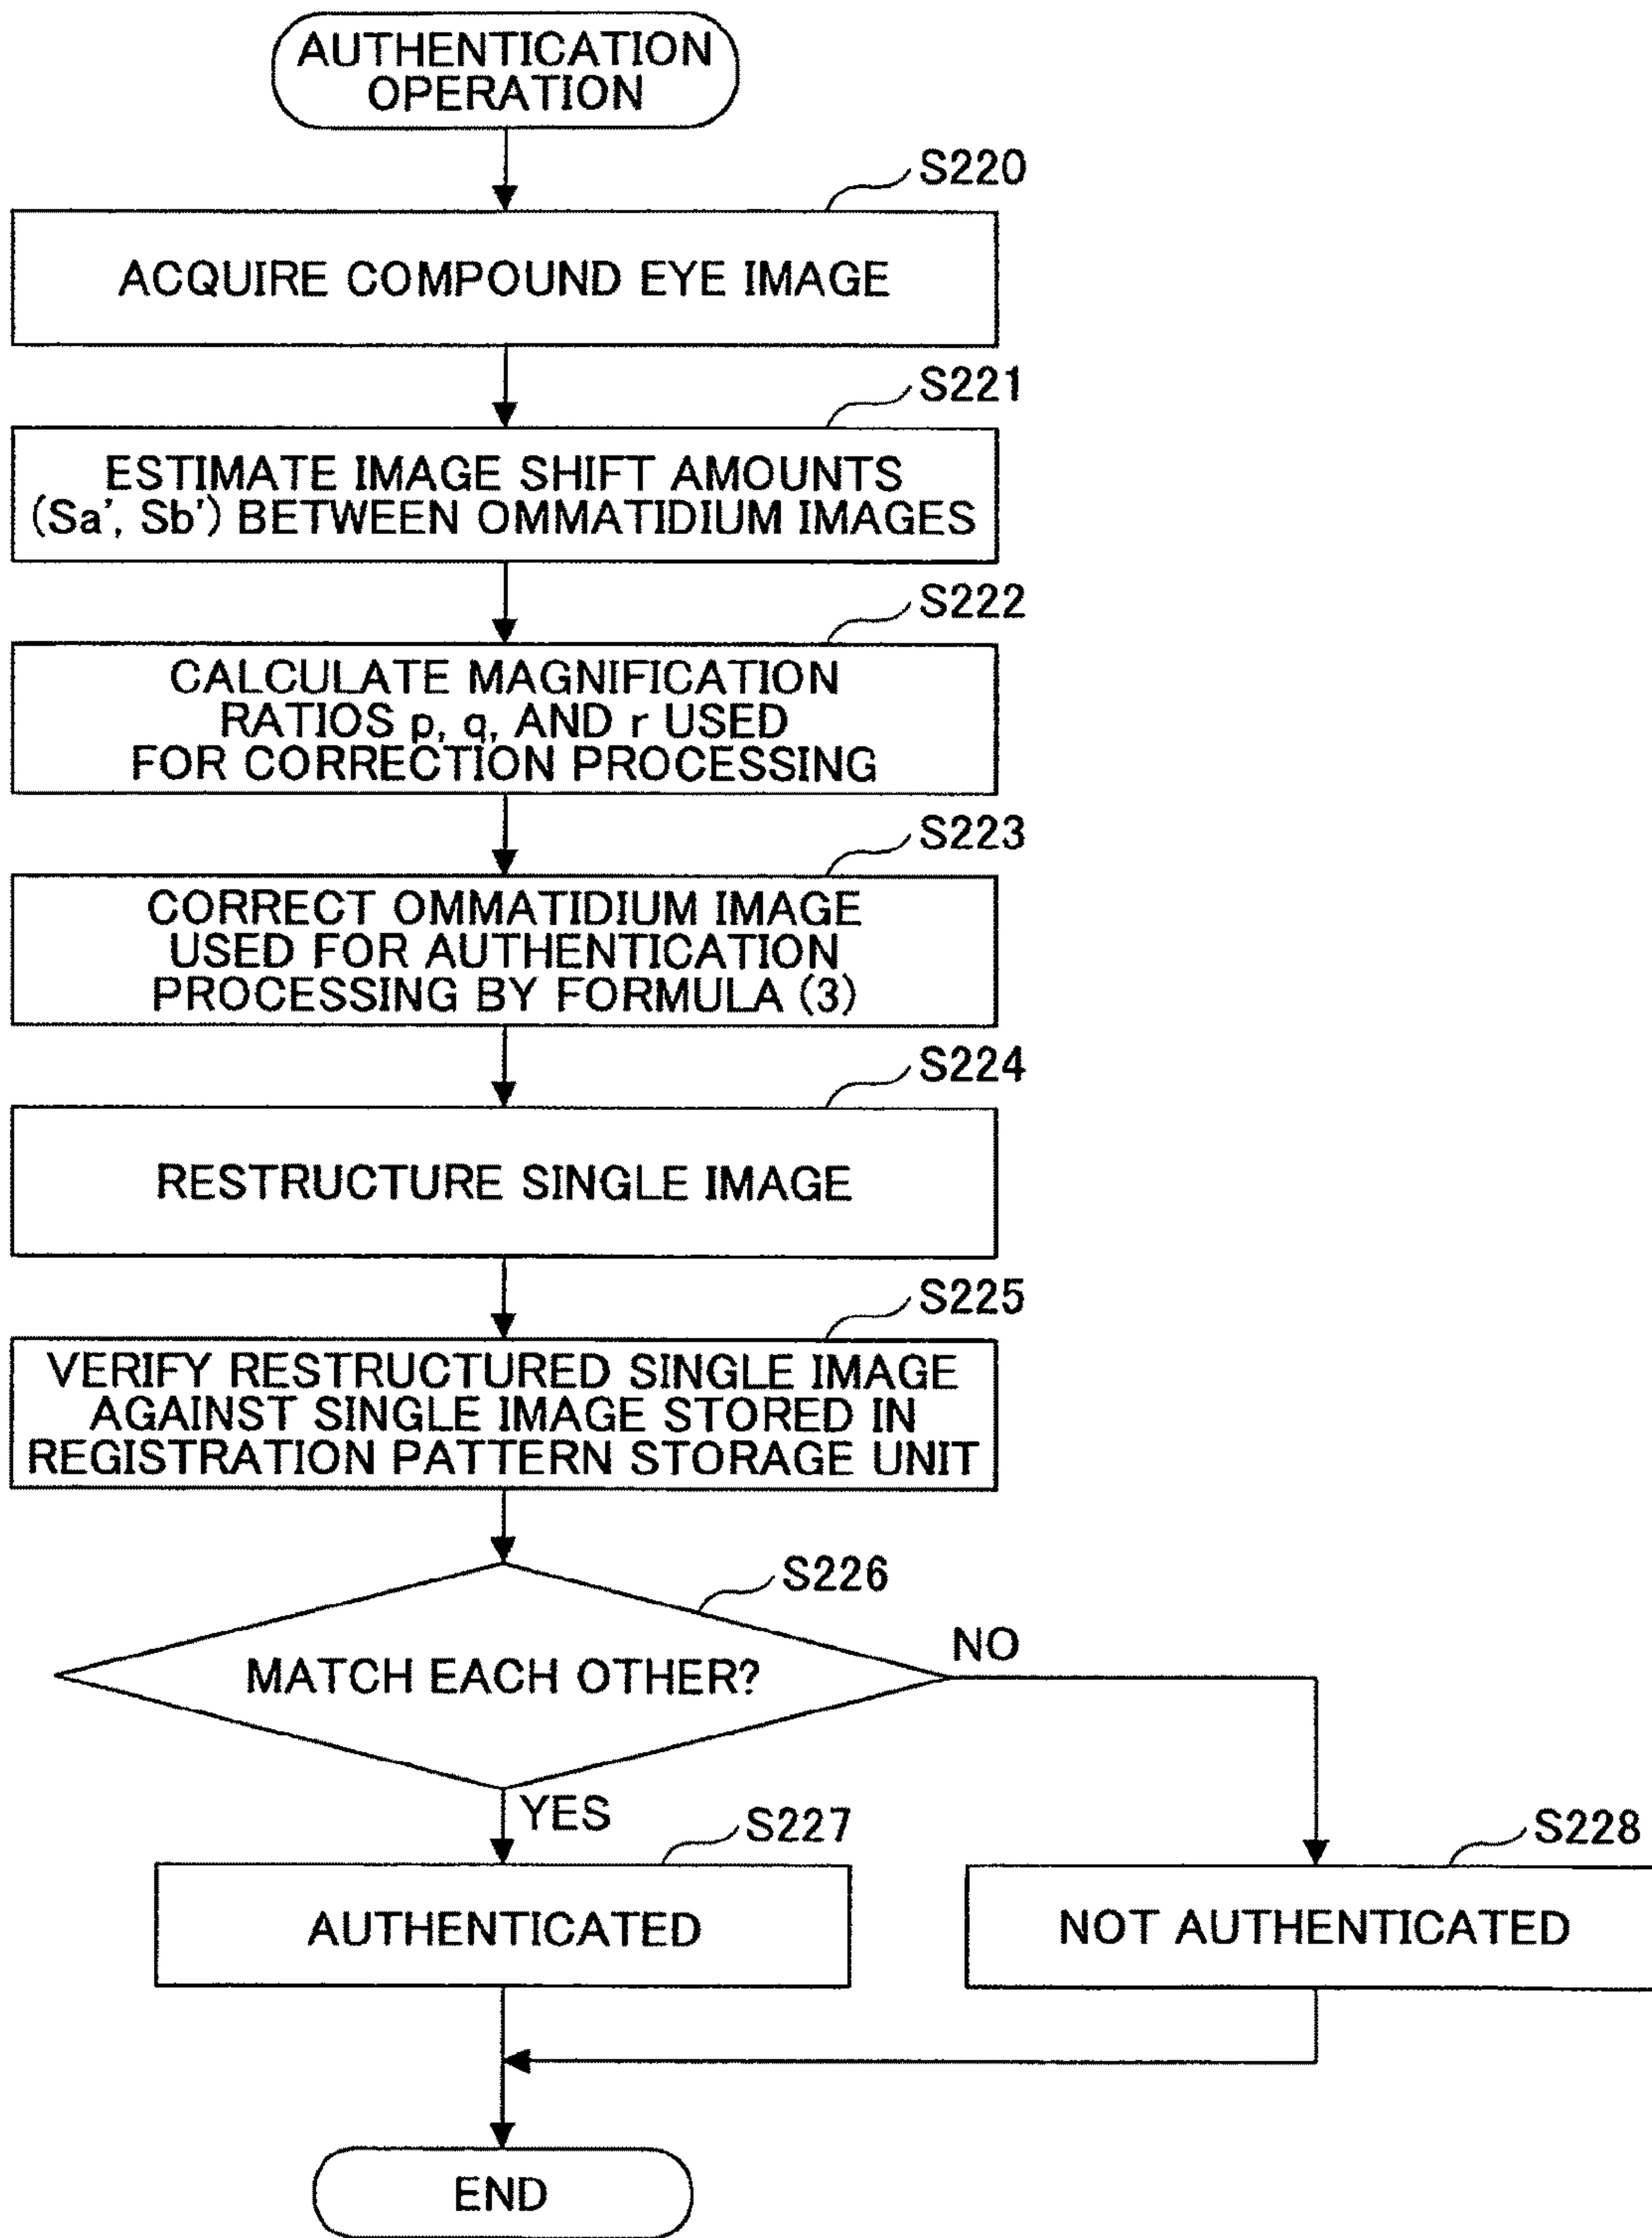 AUTHENTICATION
OPERATION
S220
ACQUIRE COMPOUND EYE IMAGE
S221
ESTIMATE IMAGE SHIFT AMOUNTS
(Sa', Sb') BETWEEN OMMATIDIUM IMAGES
S222
CALCULATE MAGNIFICATION
RATIOS p, q, AND r USED
FOR CORRECTION PROCESSING
S223
CORRECT OMMATIDIUM IMAGE
USED FOR AUTHENTICATION
PROCESSING BY FORMULA (3)
S224
RESTRUCTURE SINGLE IMAGE
S225
VERIFY RESTRUCTURED SINGLE IMAGE
AGAINST SINGLE IMAGE STORED IN
REGISTRATION PATTERN STORAGE UNIT
S226
MATCH EACH OTHER?
NO
YES
S227
AUTHENTICATED
S228
NOT AUTHENTICATED
END